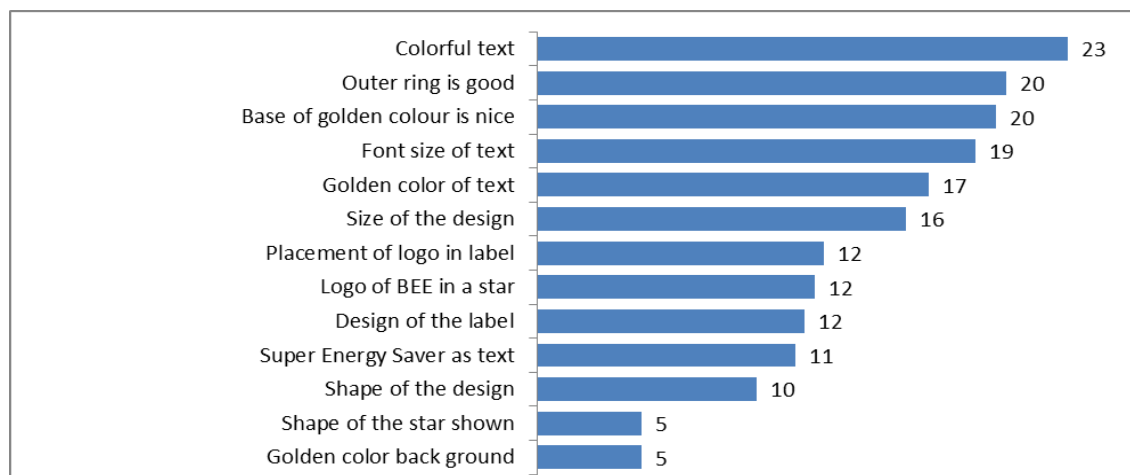 Colorful text 23
Outer ring is good 20
Base of golden colour is nice 20
Font size of text 19
Golden color of text 17
Size of the design 16
Placement of logo in label 12
Logo of BEE in a star 12
Design of the label 12
Super Energy Saver as text 11
Shape of the design 10
Shape of the star shown 5
Golden color back ground 5